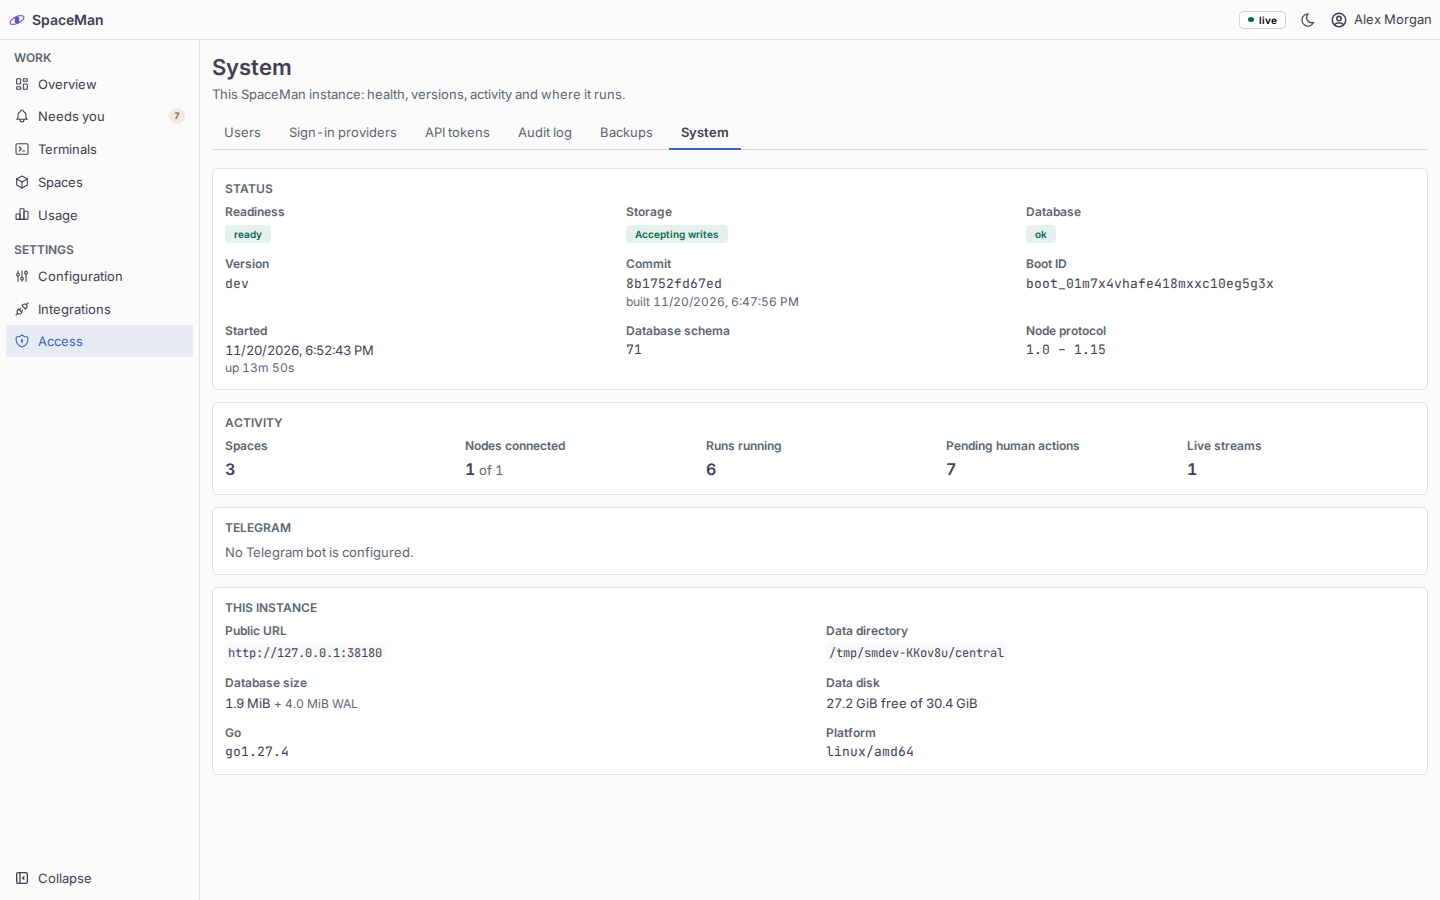 SpaceMan
live
Alex Morgan
WORK
Overview
Needs you 7
Terminals
Spaces
Usage
SETTINGS
Configuration
Integrations
Access
Collapse
System
This SpaceMan instance: health, versions, activity and where it runs.
Users Sign-in providers API tokens Audit log Backups System
STATUS
Readiness Storage Database
ready Accepting writes ok
Version Commit Boot ID
dev 8b1752fd67ed boot_01m7x4vhafe418mxxc10eg5g3x
built 11/20/2026, 6:47:56 PM
Started Database schema Node protocol
11/20/2026, 6:52:43 PM 71 1.0 – 1.15
up 13m 50s
ACTIVITY
Spaces Nodes connected Runs running Pending human actions Live streams
3 1 of 1 6 7 1
TELEGRAM
No Telegram bot is configured.
THIS INSTANCE
Public URL Data directory
http://127.0.0.1:38180 /tmp/smdev-KKov8u/central
Database size Data disk
1.9 MiB + 4.0 MiB WAL 27.2 GiB free of 30.4 GiB
Go Platform
go1.27.4 linux/amd64